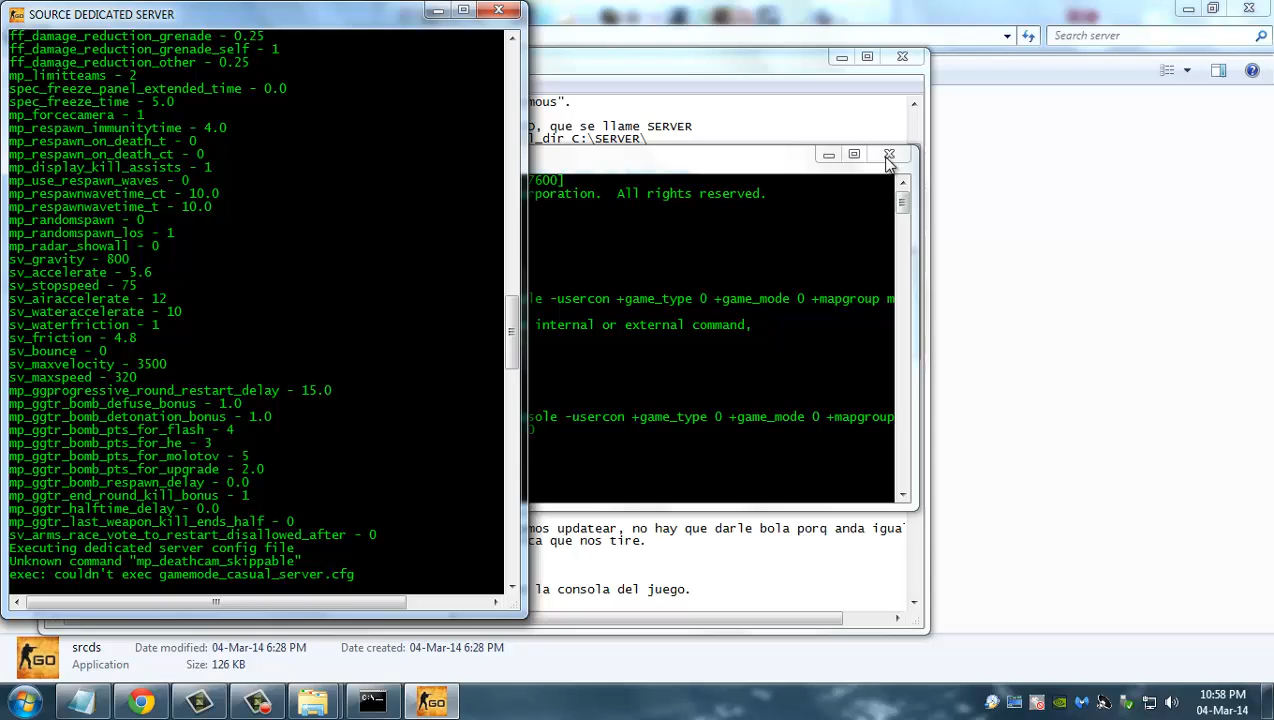 SOURCE DEDICATED SERVER
ff_damage_reduction_grenade - 0.25
ff_damage_reduction_grenade_self - 1
ff_damage_reduction_other - 0.25
mp_limitteams - 2
spec_freeze_panel_extended_time - 0.0
spec_freeze_time - 5.0
mp_forcecamera - 1
mp_respawn_immunitytime - 4.0
mp_respawn_on_death_t - 0
mp_respawn_on_death_ct - 0
mp_display_kill_assists - 1
mp_use_respawn_waves - 0
mp_respawnwavetime_ct - 10.0
mp_respawnwavetime_t - 10.0
mp_randomspawn - 0
mp_randomspawn_los - 1
mp_radar_showall - 0
sv_gravity - 800
sv_accelerate - 5.6
sv_stopspeed - 75
sv_airaccelerate - 12
sv_wateraccelerate - 10
sv_waterfriction - 1
sv_friction - 4.8
sv_bounce - 0
sv_maxvelocity - 3500
sv_maxspeed - 320
mp_ggprogressive_round_restart_delay - 15.0
mp_ggtr_bomb_defuse_bonus - 1.0
mp_ggtr_bomb_detonation_bonus - 1.0
mp_ggtr_bomb_pts_for_flash - 4
mp_ggtr_bomb_pts_for_he - 3
mp_ggtr_bomb_pts_for_molotov - 5
mp_ggtr_bomb_pts_for_upgrade - 2.0
mp_ggtr_bomb_respawn_delay - 0.0
mp_ggtr_end_round_kill_bonus - 1
mp_ggtr_halftime_delay - 0.0
mp_ggtr_last_weapon_kill_ends_half - 0
sv_arms_race_vote_to_restart_disallowed_after - 0
Executing dedicated server config file
Unknown command "mp_deathcam_skippable"
exec: couldn't exec gamemode_casual_server.cfg
Search server
mous".
O, que se llame SERVER
l_dir C:\SERVER\
7600]
rporation. All rights reserved.
le -usercon +game_type 0 +game_mode 0 +mapgroup m
internal or external command,
sole -usercon +game_type 0 +game_mode 0 +mapgroup
)
mos updatear, no hay que darle bola porq anda igual
ca que nos tire.
la consola del juego.
srcds
Date modified: 04-Mar-14 6:28 PM
Date created: 04-Mar-14 6:28 PM
Application
Size: 126 KB
GO
10:58 PM
04-Mar-14